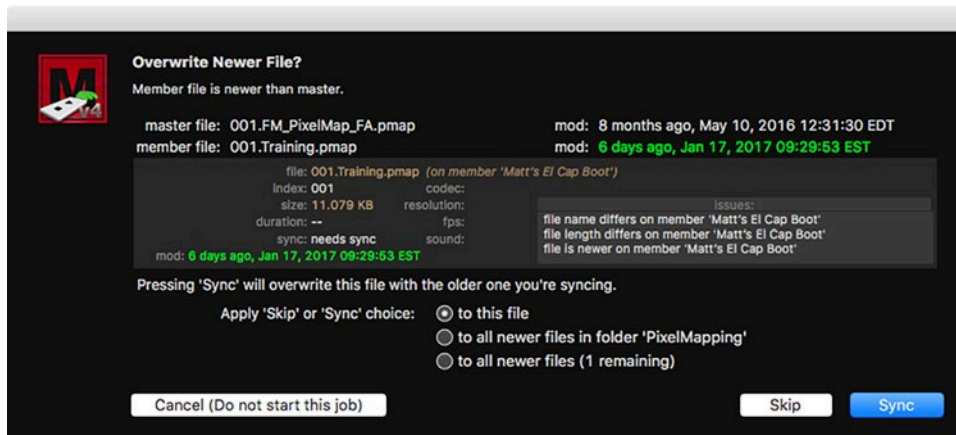 Overwrite Newer File?
Member file is newer than master.
M
v4
master file: 001.FM_PixelMap_FA.pmap mod: 8 months ago, May 10, 2016 12:31:30 EDT
member file: 001.Training.pmap mod: 6 days ago, Jan 17, 2017 09:29:53 EST
file: 001.Training.pmap (on member 'Matt's El Cap Boot')
index: 001 codec:
size: 11.079 KB resolution:
duration: -- fps:
sync: needs sync sound:
mod: 6 days ago, Jan 17, 2017 09:29:53 EST
issues:
file name differs on member 'Matt's El Cap Boot'
file length differs on member 'Matt's El Cap Boot'
file is newer on member 'Matt's El Cap Boot'
Pressing 'Sync' will overwrite this file with the older one you're syncing.
Apply 'Skip' or 'Sync' choice: to this file
to all newer files in folder 'PixelMapping'
to all newer files (1 remaining)
Cancel (Do not start this job) Skip Sync